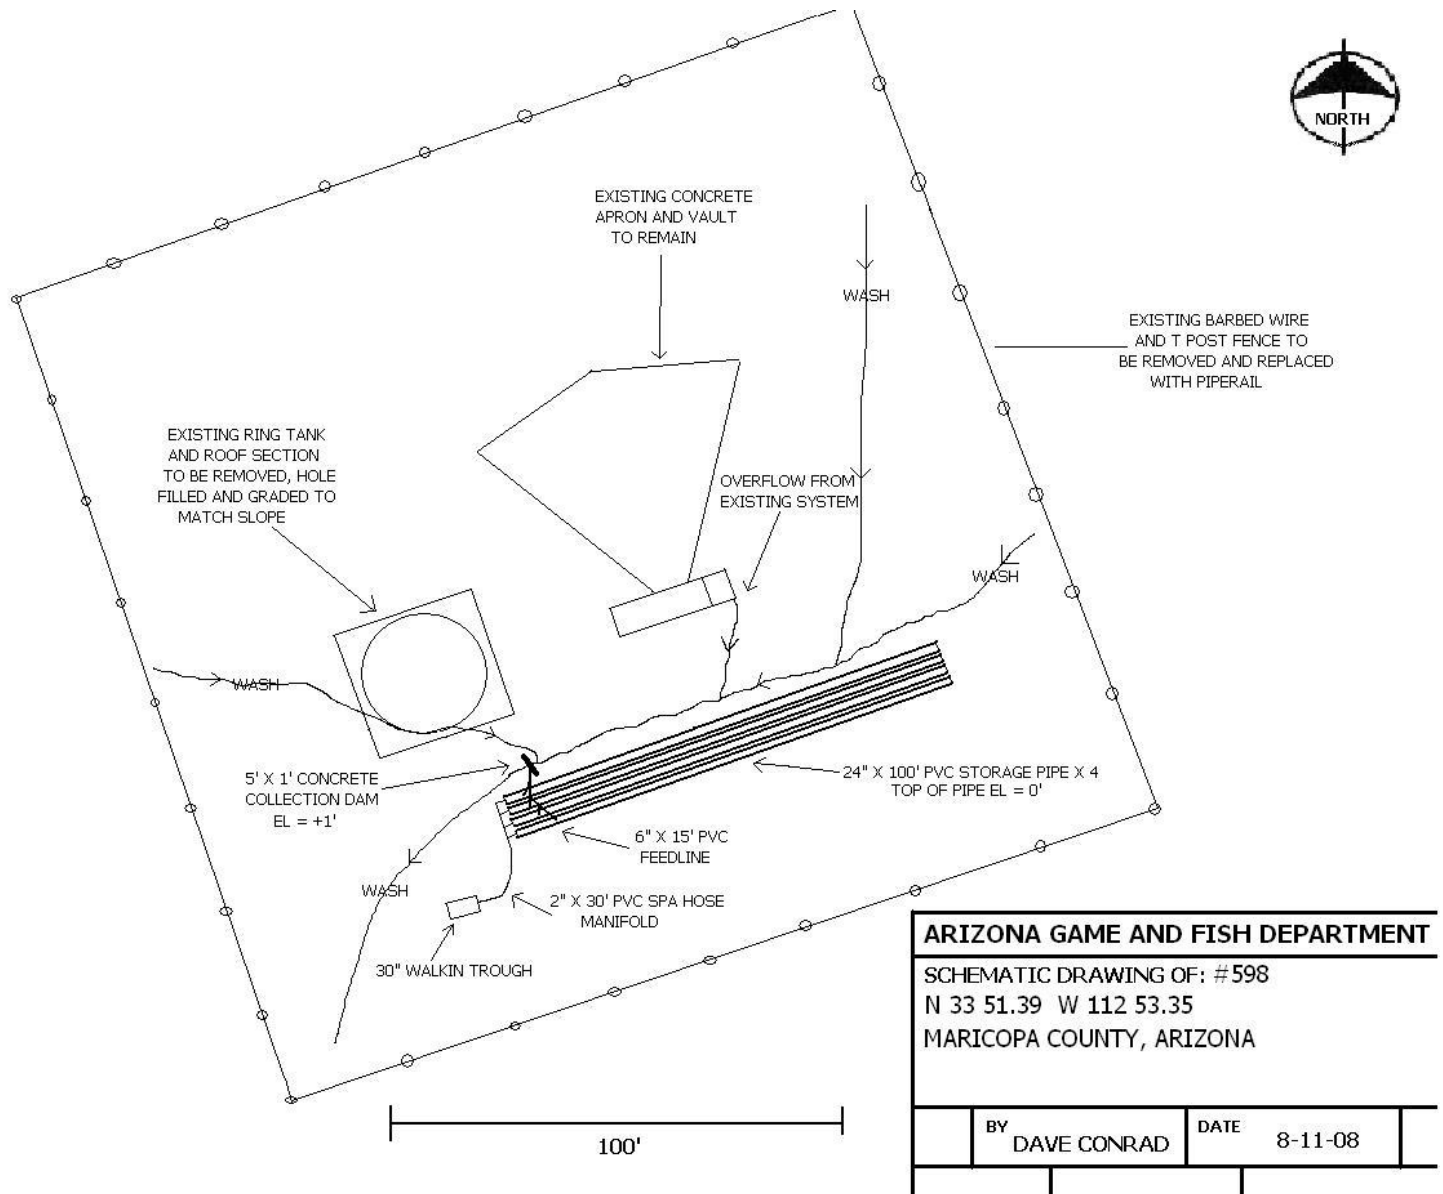 NORTH
EXISTING CONCRETE
APRON AND VAULT
TO REMAIN
WASH
EXISTING BARBED WIRE
AND T POST FENCE TO
BE REMOVED AND REPLACED
WITH PIPERAIL
EXISTING RING TANK
AND ROOF SECTION
TO BE REMOVED, HOLE
FILLED AND GRADED TO
MATCH SLOPE
OVERFLOW FROM
EXISTING SYSTEM
WASH
WASH
5' X 1' CONCRETE
COLLECTION DAM
EL = +1'
24" X 100' PVC STORAGE PIPE X 4
TOP OF PIPE EL = 0'
6" X 15' PVC
FEEDLINE
WASH
2" X 30' PVC SPA HOSE
MANIFOLD
30" WALKIN TROUGH
100'
ARIZONA GAME AND FISH DEPARTMENT
SCHEMATIC DRAWING OF: #598
N 33 51.39 W 112 53.35
MARICOPA COUNTY, ARIZONA
BY DAVE CONRAD
DATE 8-11-08